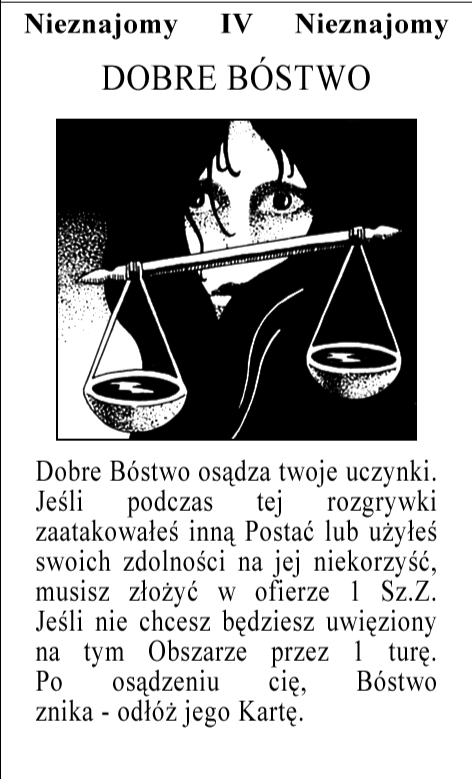 Nieznajomy IV Nieznajomy
DOBRE BÓSTWO
Dobre Bóstwo osądza twoje uczynki.
Jeśli podczas tej rozgrywki
zaatakowałeś inną Postać lub użyłeś
swoich zdolności na jej niekorzyść,
musisz złożyć w ofierze 1 Sz.Z.
Jeśli nie chcesz będziesz uwięziony
na tym Obszarze przez 1 turę.
Po osądzeniu cię, Bóstwo
znika - odłóż jego Kartę.